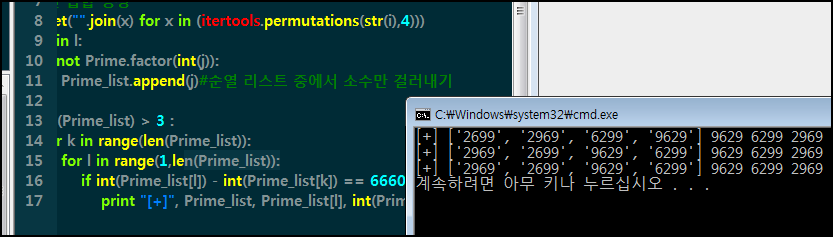 8 et("".join(x) for x in (itertools.permutations(str(i),4)))
9 in l:
10 not Prime.factor(int(j)):
11 Prime_list.append(j)#순열 리스트 중에서 소수만 걸러내기
12
13 (Prime_list) > 3 :
14 r k in range(len(Prime_list)):
15 for l in range(1,len(Prime_list)):
16 if int(Prime_list[l]) - int(Prime_list[k]) == 6660
17 print "[+]", Prime_list, Prime_list[l], int(Prim
C:₩Windows₩system32₩cmd.exe
[+] ['2699', '2969', '6299', '9629'] 9629 6299 2969
[+] ['2969', '2699', '9629', '6299'] 9629 6299 2969
[+] ['2699', '2969', '9629', '6299'] 9629 6299 2969
계속하려면 아무 키나 누르십시오 . . .